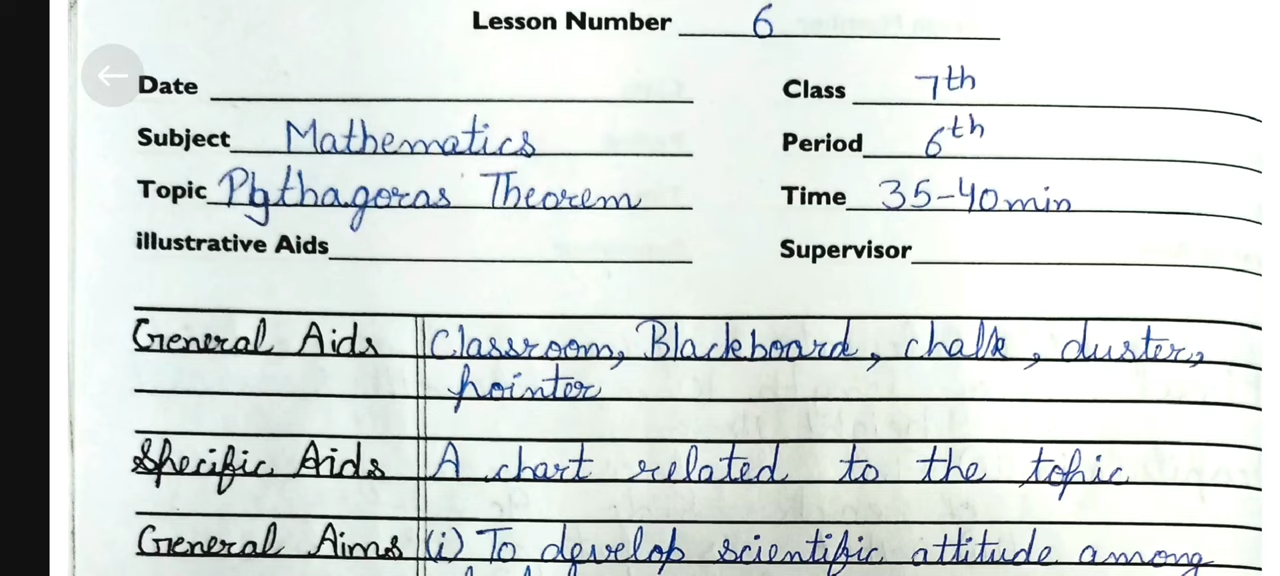 Lesson Number 6
Date
Class 7th
Subject Mathematics
Period 6th
Topic Pythagoras Theorem
Time 35-40 min
illustrative Aids
Supervisor
General Aids Classroom, Blackboard, chalk, duster,
pointer
Specific Aids A chart related to the topic
General Aims (i) To develop scientific attitude among